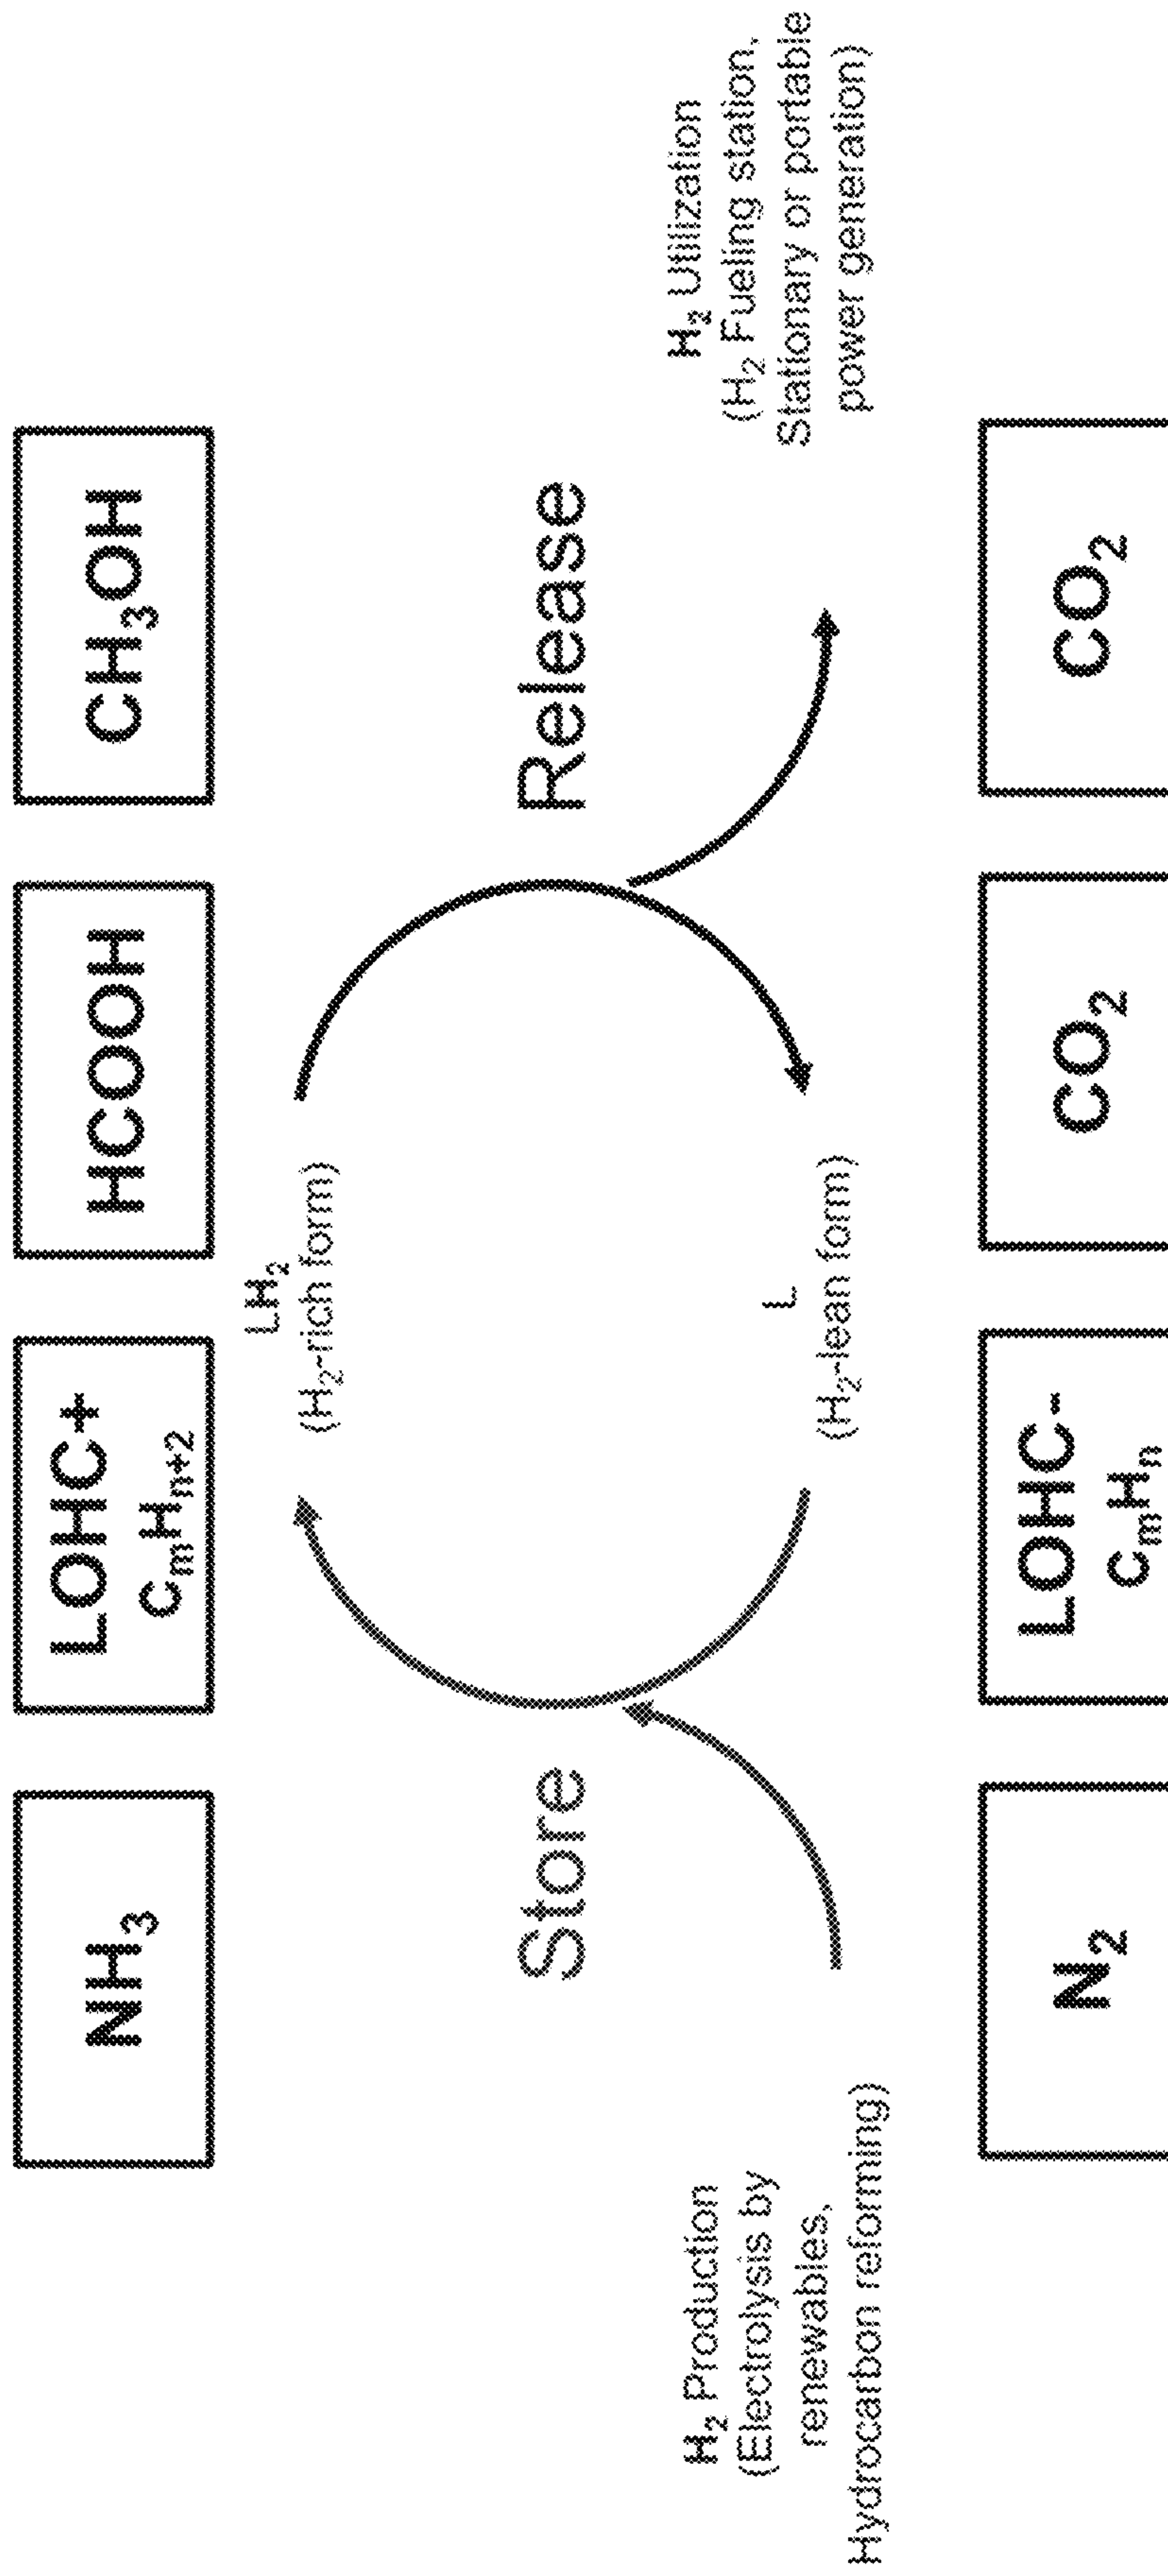 NH3
LOHC+
CmHn+2
HCOOH
CH3OH
LH2
(H2-rich form)
Store
Release
L
(H2-lean form)
H2 Production
(Electrolysis by
renewables,
Hydrocarbon reforming)
H2 Utilization
(H2 Fueling station,
Stationary or portable
power generation)
N2
LOHC-
CmHn
CO2
CO2